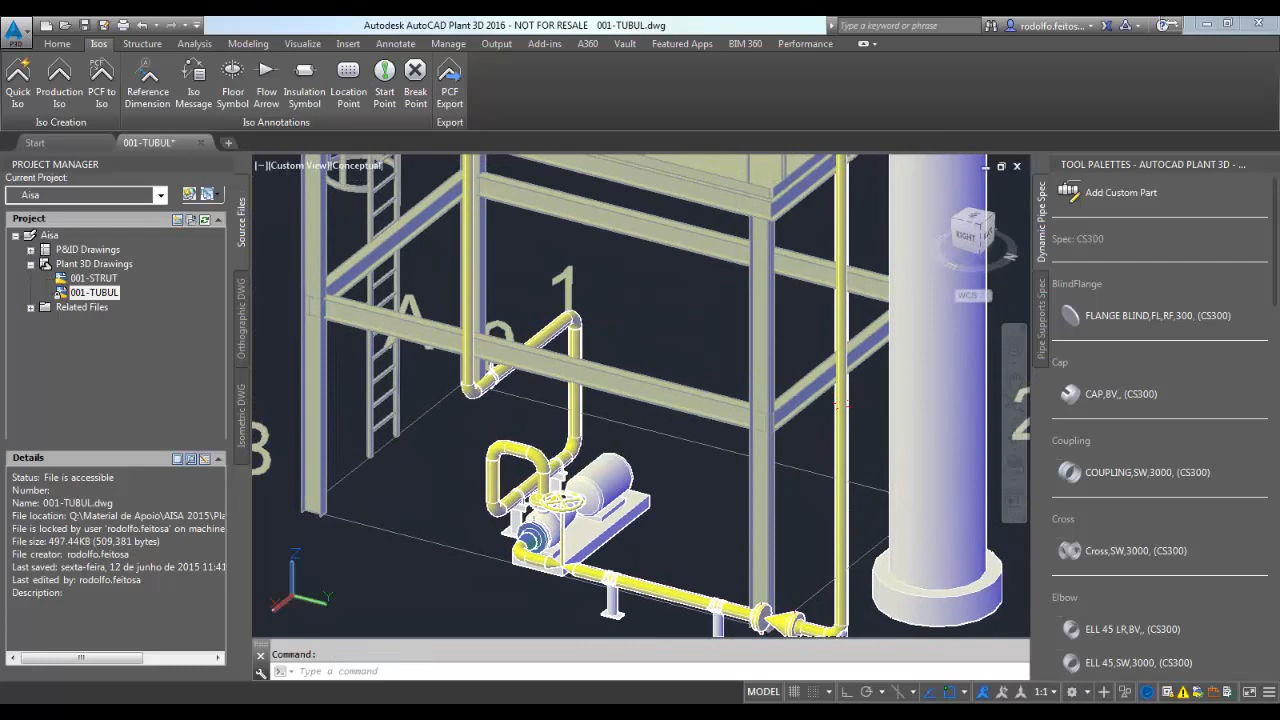 Autodesk AutoCAD Plant 3D 2016 - NOT FOR RESALE 001-TUBUL.dwg
Type a keyword or phrase
rodolfo.feitos...
P3D
Home Isos Structure Analysis Modeling Visualize Insert Annotate Manage Output Add-ins A360 Vault Featured Apps BIM 360 Performance
Quick Iso
Production Iso
PCF to Iso
Reference Dimension
Iso Message
Floor Symbol
Flow Arrow
Insulation Symbol
Location Point
Start Point
Break Point
PCF Export
Iso Creation
Iso Annotations
Export
Start
001-TUBUL*
PROJECT MANAGER
Current Project:
Aisa
Project
Aisa
P&ID Drawings
Plant 3D Drawings
001-STRUT
001-TUBUL
Related Files
Source Files
Orthographic DWG
Isometric DWG
Details
Status: File is accessible
Number:
Name: 001-TUBUL.dwg
File location: Q:\Material de Apoio\AISA 2015\Pla
File is locked by user 'rodolfo.feitosa' on machine
File size: 497.44KB (509,381 bytes)
File creator: rodolfo.feitosa
Last saved: sexta-feira, 12 de junho de 2015 11:41
Last edited by: rodolfo.feitosa
Description:
[−][Custom View][Conceptual]
1
A
2
B
2
RIGHT
WCS
Z
X
Y
Command:
Type a command
TOOL PALETTES - AUTOCAD PLANT 3D - ...
Dynamic Pipe Spec
Pipe Supports Spec
Add Custom Part
Spec: CS300
BlindFlange
FLANGE BLIND,FL,RF,300, (CS300)
Cap
CAP,BV,, (CS300)
Coupling
COUPLING,SW,3000, (CS300)
Cross
Cross,SW,3000, (CS300)
Elbow
ELL 45 LR,BV,, (CS300)
ELL 45,SW,3000, (CS300)
MODEL
1:1